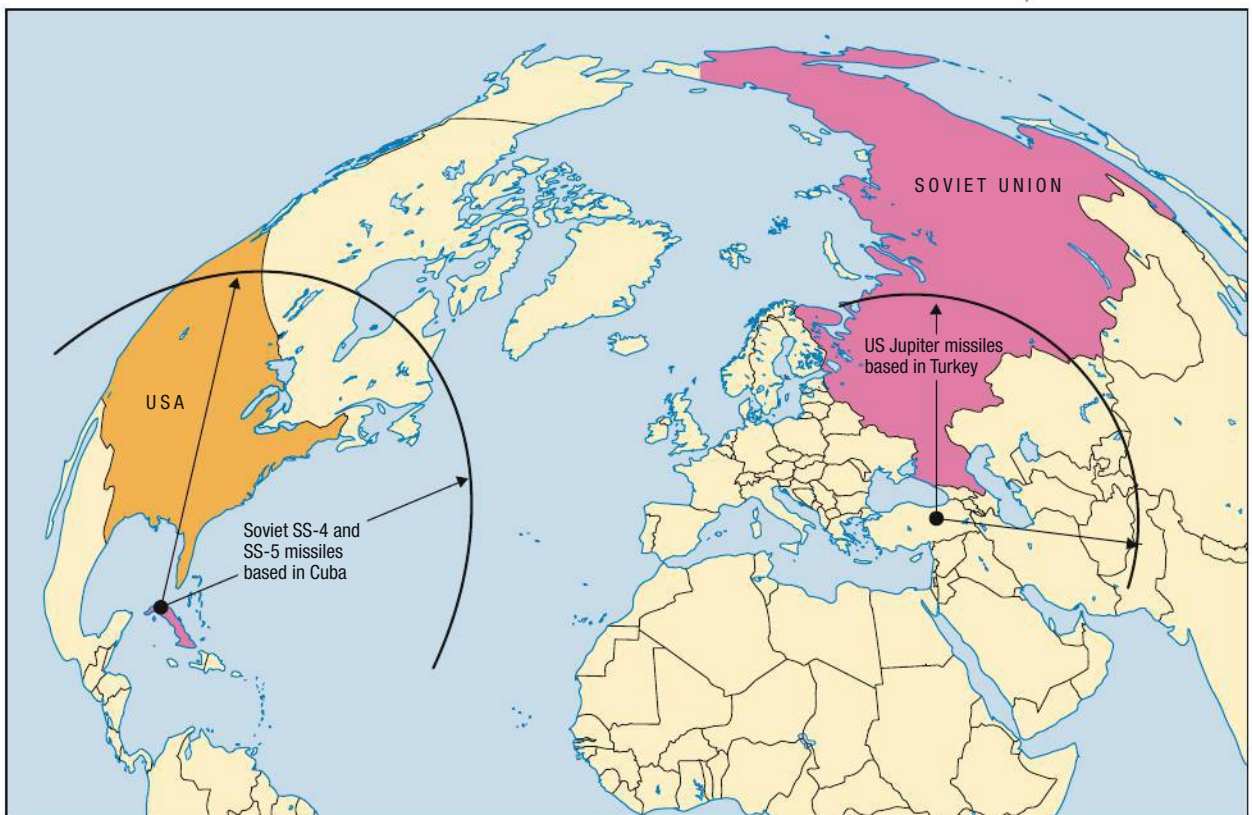 SOVIET UNION
US Jupiter missiles
based in Turkey
USA
Soviet SS-4 and
SS-5 missiles
based in Cuba